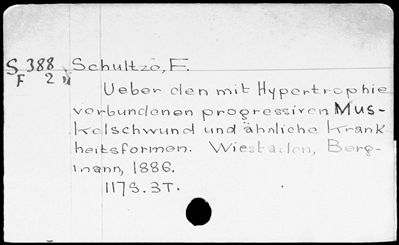 S 388 Schultze, F.
F 2
Ueber den mit Hypertrophie
verbundenen progressiven Mus-
kelschwund und ähnliche Krank
heitsformen. Wiesbaden, Berg-
mann, 1886.
117S. 3T.